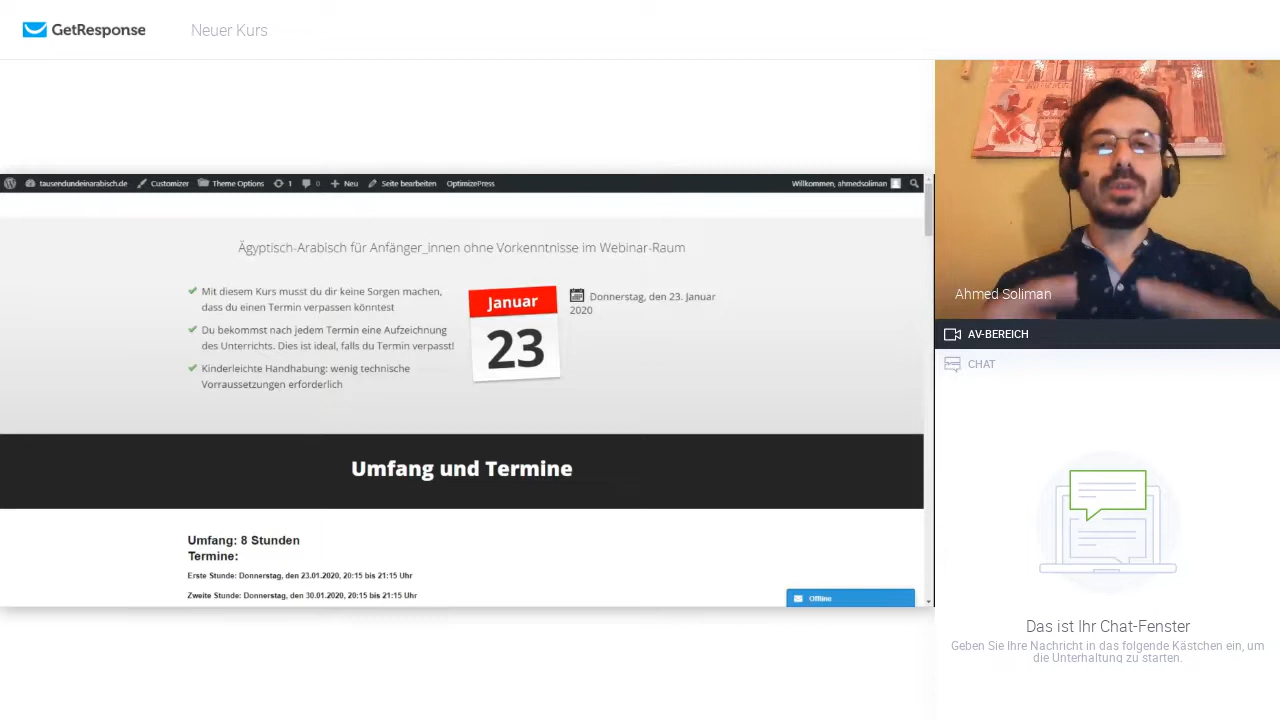 GetResponse
Neuer Kurs
tausendundeinarabisch.de Customizer Theme Options 1 0 Neu Seite bearbeiten OptimizePress Willkommen, ahmedsoliman
Ägyptisch-Arabisch für Anfänger_innen ohne Vorkenntnisse im Webinar-Raum
Mit diesem Kurs musst du dir keine Sorgen machen,
dass du einen Termin verpassen könntest
Du bekommst nach jedem Termin eine Aufzeichnung
des Unterrichts. Dies ist ideal, falls du Termin verpasst!
Kinderleichte Handhabung: wenig technische
Vorraussetzungen erforderlich
Januar
23
Donnerstag, den 23. Januar
2020
Umfang und Termine
Umfang: 8 Stunden
Termine:
Erste Stunde: Donnerstag, den 23.01.2020, 20:15 bis 21:15 Uhr
Zweite Stunde: Donnerstag, den 30.01.2020, 20:15 bis 21:15 Uhr
Offline
Ahmed Soliman
AV-BEREICH
CHAT
Das ist Ihr Chat-Fenster
Geben Sie Ihre Nachricht in das folgende Kästchen ein, um
die Unterhaltung zu starten.